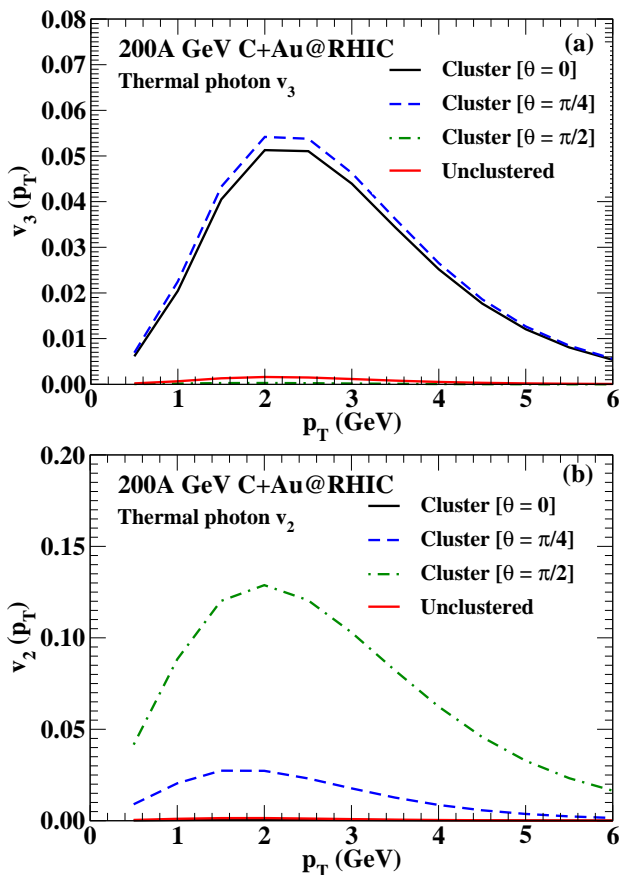 (a)
200A GeV C+Au@RHIC
Thermal photon v3
Cluster [θ = 0]
Cluster [θ = π/4]
Cluster [θ = π/2]
Unclustered
v3 (pT)
0.08
0.07
0.06
0.05
0.04
0.03
0.02
0.01
0.00
0 1 2 3 4 5 6
pT (GeV)
(b)
200A GeV C+Au@RHIC
Thermal photon v2
Cluster [θ = 0]
Cluster [θ = π/4]
Cluster [θ = π/2]
Unclustered
v2 (pT)
0.20
0.15
0.10
0.05
0.00
0 1 2 3 4 5 6
pT (GeV)